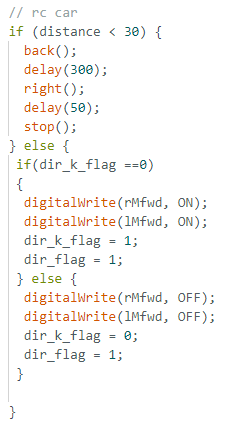 // rc car
if (distance < 30) {
  back();
  delay(300);
  right();
  delay(50);
  stop();
} else {
 if(dir_k_flag ==0)
 {
  digitalWrite(rMfwd, ON);
  digitalWrite(lMfwd, ON);
  dir_k_flag = 1;
  dir_flag = 1;
 } else {
  digitalWrite(rMfwd, OFF);
  digitalWrite(lMfwd, OFF);
  dir_k_flag = 0;
  dir_flag = 1;
 }
}